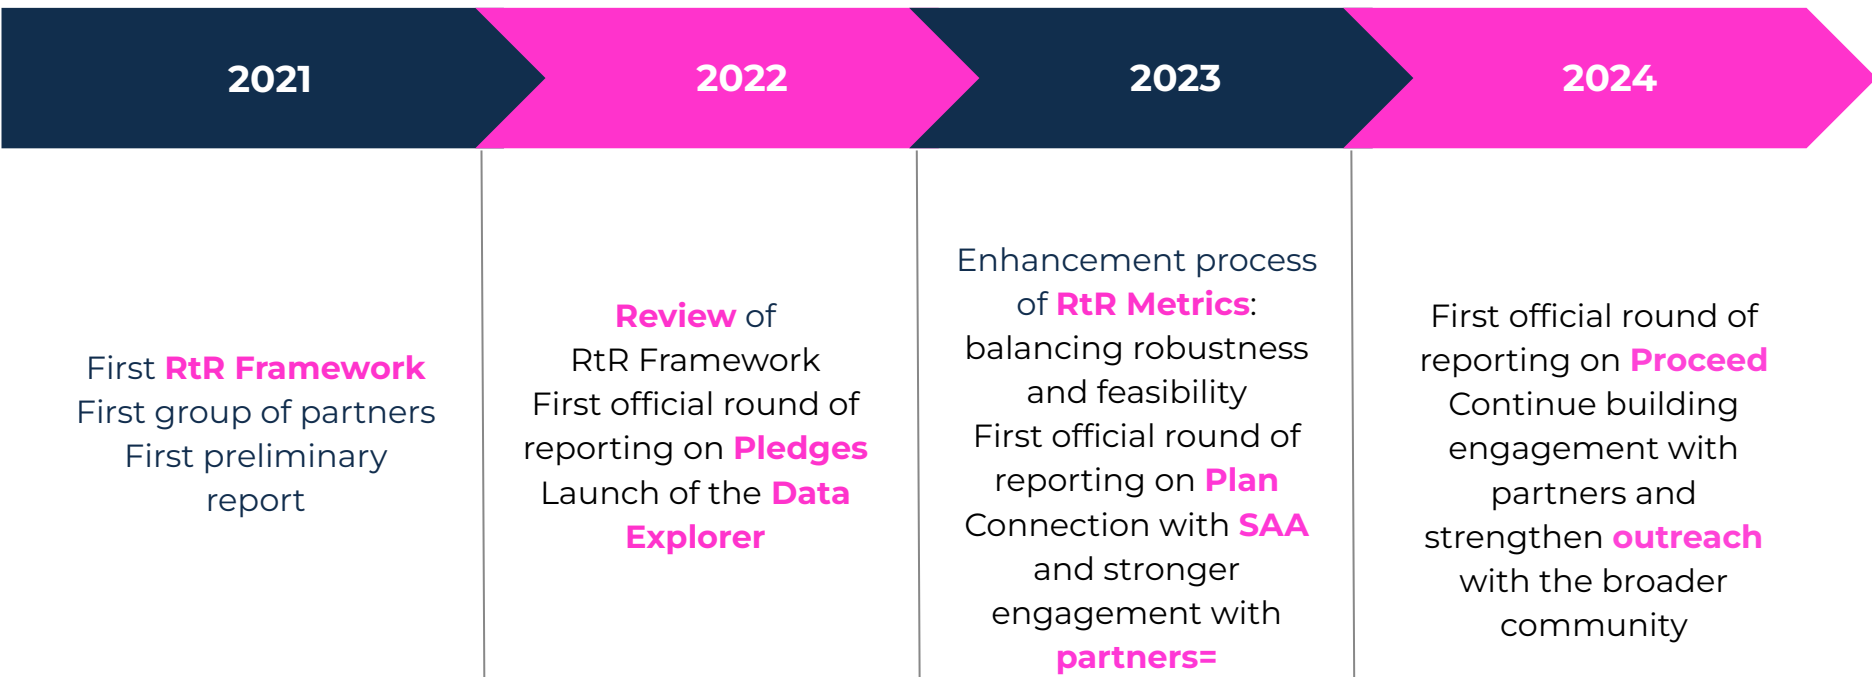 2021
2022
2023
2024
First RtR Framework
First group of partners
First preliminary
report
Review of
RtR Framework
First official round of
reporting on Pledges
Launch of the Data
Explorer
Enhancement process
of RtR Metrics:
balancing robustness
and feasibility
First official round of
reporting on Plan
Connection with SAA
and stronger
engagement with
partners=
First official round of
reporting on Proceed
Continue building
engagement with
partners and
strengthen outreach
with the broader
community